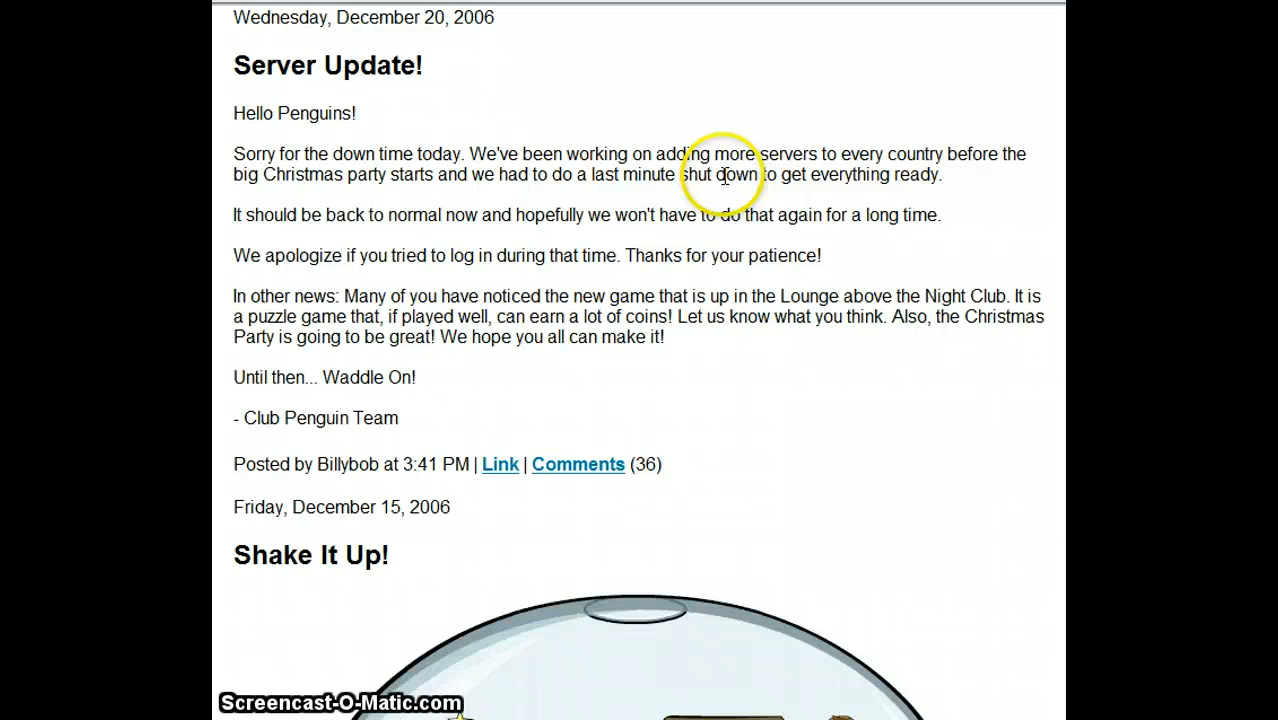 Wednesday, December 20, 2006
Server Update!
Hello Penguins!
Sorry for the down time today. We've been working on adding more servers to every country before the
big Christmas party starts and we had to do a last minute shut down to get everything ready.
It should be back to normal now and hopefully we won't have to do that again for a long time.
We apologize if you tried to log in during that time. Thanks for your patience!
In other news: Many of you have noticed the new game that is up in the Lounge above the Night Club. It is
a puzzle game that, if played well, can earn a lot of coins! Let us know what you think. Also, the Christmas
Party is going to be great! We hope you all can make it!
Until then... Waddle On!
- Club Penguin Team
Posted by Billybob at 3:41 PM | Link | Comments (36)
Friday, December 15, 2006
Shake It Up!
Screencast-O-Matic.com